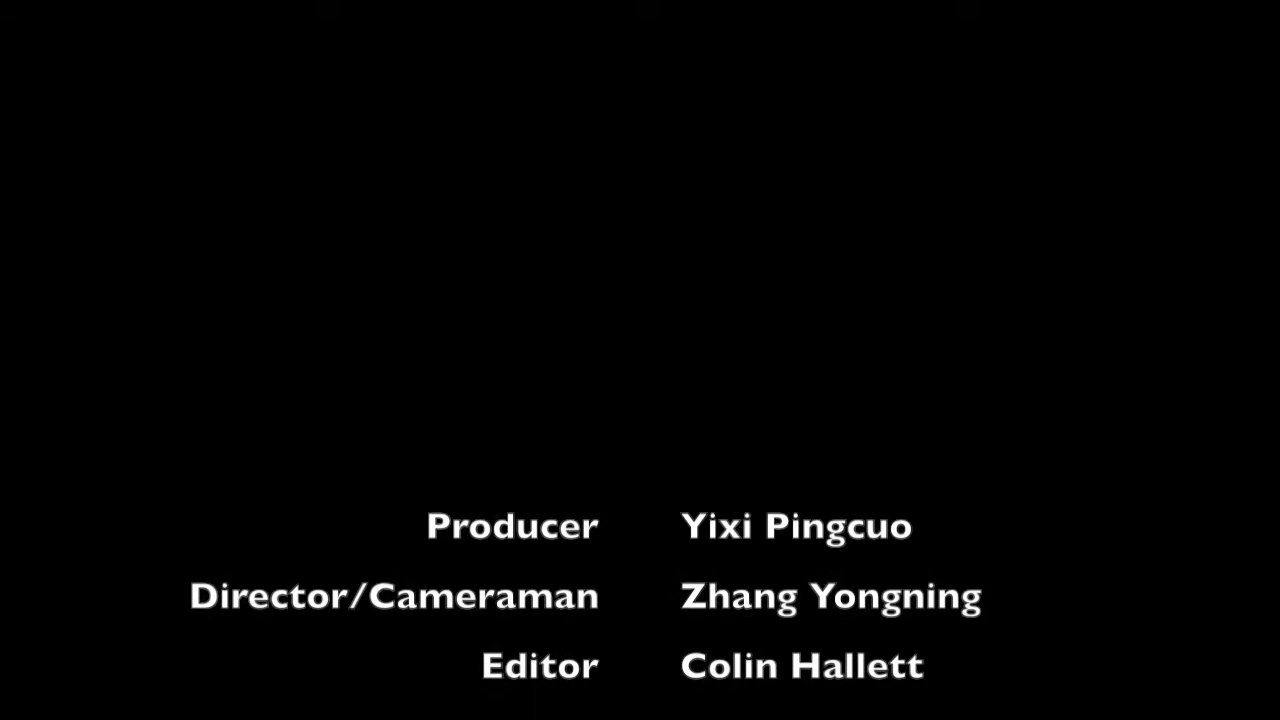 Producer Yixi Pingcuo
Director/Cameraman Zhang Yongning
Editor Colin Hallett